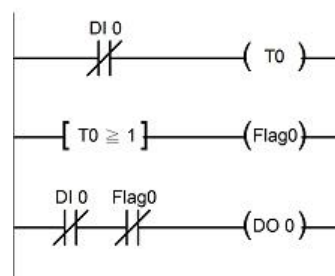 DI 0
( T0 )
[ T0 ≧ 1 ] (Flag0)
DI 0 Flag0
(DO 0)